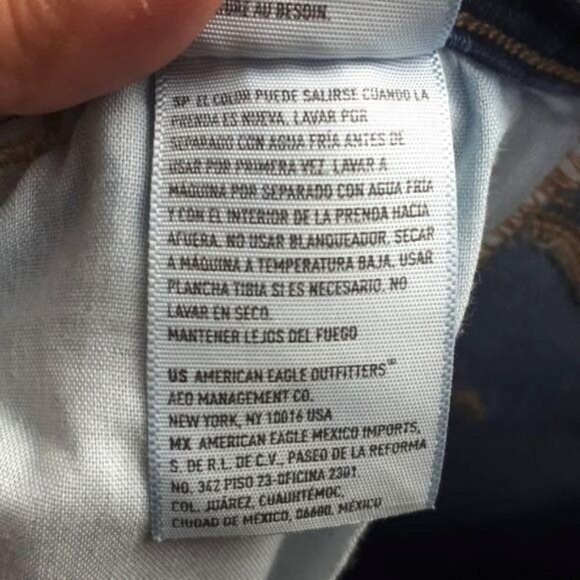 URE AU BESOIN.
SP EL COLOR PUEDE SALIRSE CUANDO LA
PRENDA ES NUEVA. LAVAR POR
SEPARADO CON AGUA FRÍA ANTES DE
USAR POR PRIMERA VEZ. LAVAR A
MÁQUINA POR SEPARADO CON AGUA FRÍA
Y CON EL INTERIOR DE LA PRENDA HACIA
AFUERA. NO USAR BLANQUEADOR. SECAR
A MÁQUINA A TEMPERATURA BAJA. USAR
PLANCHA TIBIA SI ES NECESARIO. NO
LAVAR EN SECO.
MANTENER LEJOS DEL FUEGO
US AMERICAN EAGLE OUTFITTERS®
AEO MANAGEMENT CO.
NEW YORK, NY 10016 USA
MX AMERICAN EAGLE MEXICO IMPORTS,
S. DE R.L. DE C.V., PASEO DE LA REFORMA
NO. 342 PISO 23-OFICINA 2301
COL. JUÁREZ, CUAUHTÉMOC,
CIUDAD DE MÉXICO, 06600, MÉXICO